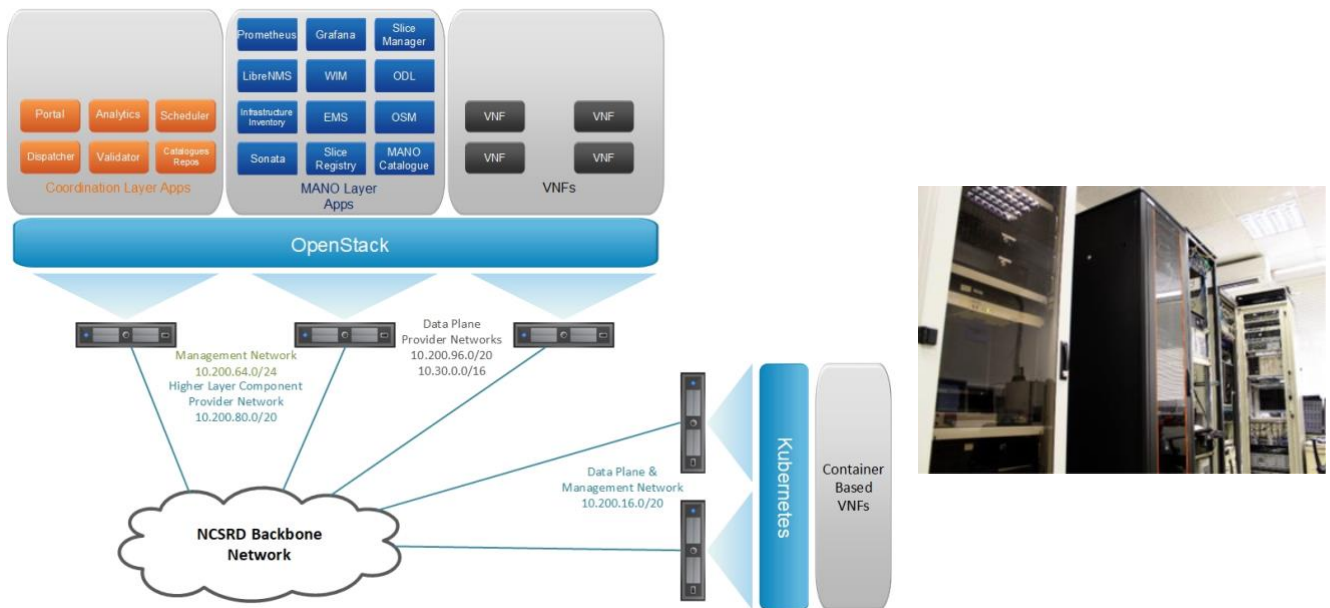 Prometheus
Grafana
Slice
Manager
LibreNMS
WIM
ODL
Infrastructure
Inventory
EMS
OSM
Sonata
Slice
Registry
MANO
Catalogue
MANO Layer
Apps
Portal
Analytics
Scheduler
Dispatcher
Validator
Catalogues
Repos
Coordination Layer Apps
VNF
VNF
VNF
VNF
VNFs
OpenStack
Management Network
10.200.64.0/24
Higher Layer Component
Provider Network
10.200.80.0/20
Data Plane
Provider Networks
10.200.96.0/20
10.30.0.0/16
Data Plane &
Management Network
10.200.16.0/20
NCSRD Backbone
Network
Kubernetes
Container
Based
VNFs